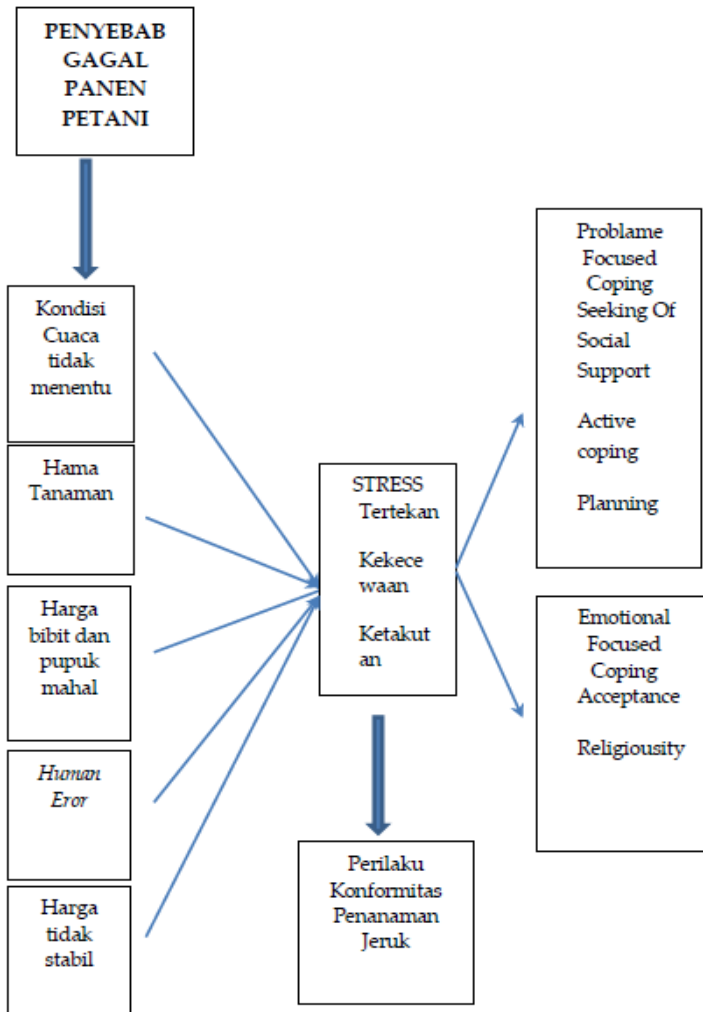 PENYEBAB
GAGAL
PANEN
PETANI
Kondisi
Cuaca
tidak
menentu
Hama
Tanaman
Harga
bibit dan
pupuk
mahal
Human
Eror
Harga
tidak
stabil
STRESS
Tertekan
Kekece
waan
Ketakut
an
Perilaku
Konformitas
Penanaman
Jeruk
Problame
Focused
Coping
Seeking Of
Social
Support
Active
coping
Planning
Emotional
Focused
Coping
Acceptance
Religiousity